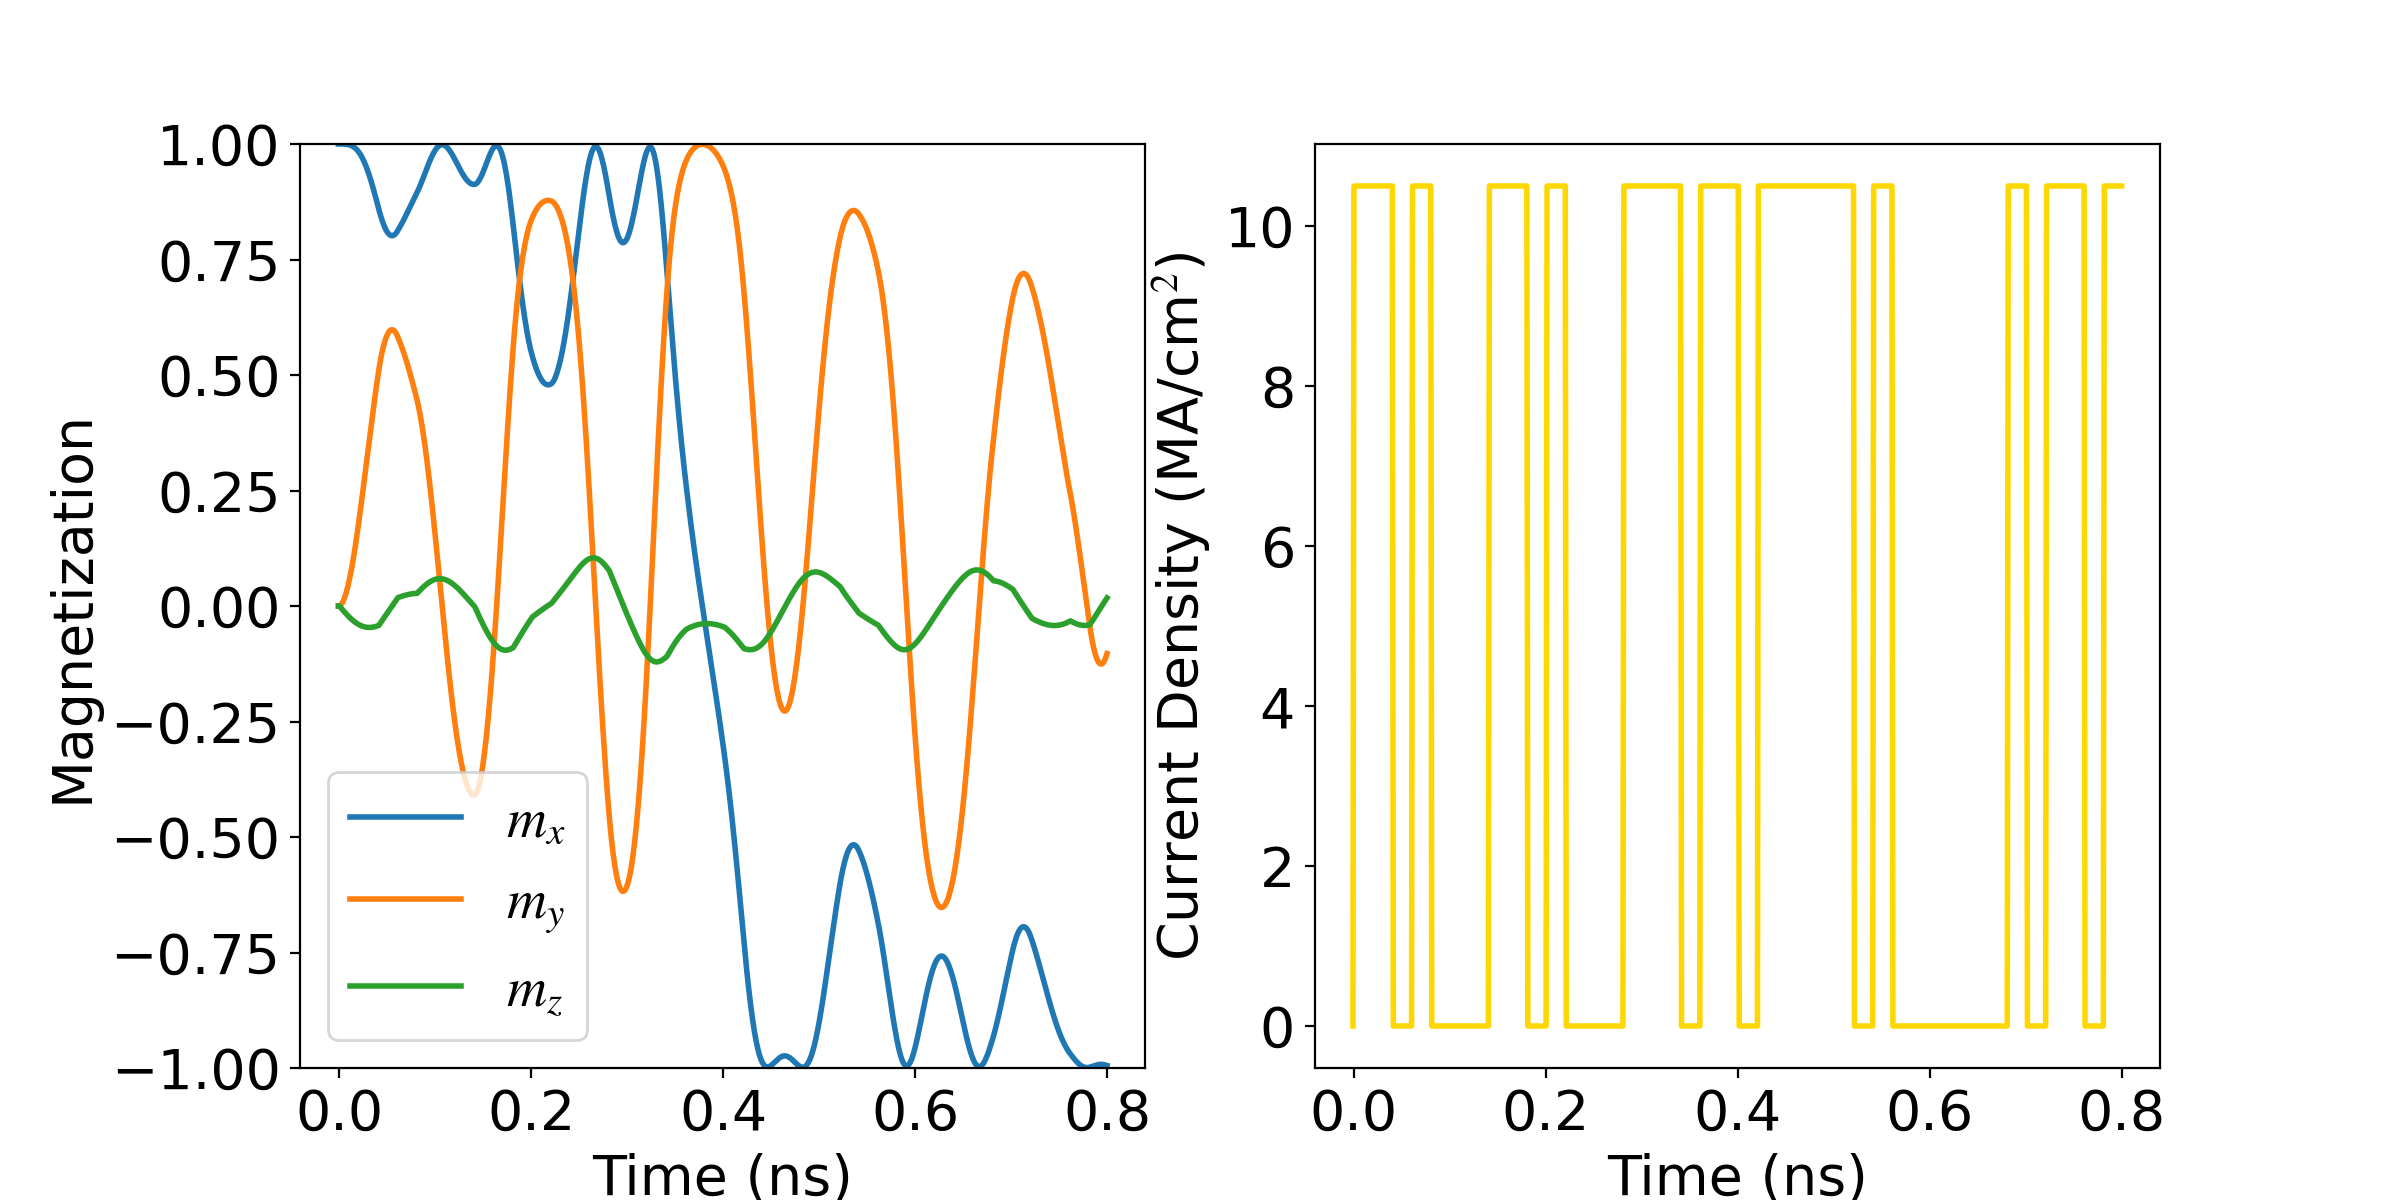 1.00
0.75
0.50
0.25
0.00
−0.25
−0.50
−0.75
−1.00
Magnetization
m_x
m_y
m_z
0.0 0.2 0.4 0.6 0.8
Time (ns)
10
8
6
4
2
0
Current Density (MA/cm²)
0.0 0.2 0.4 0.6 0.8
Time (ns)